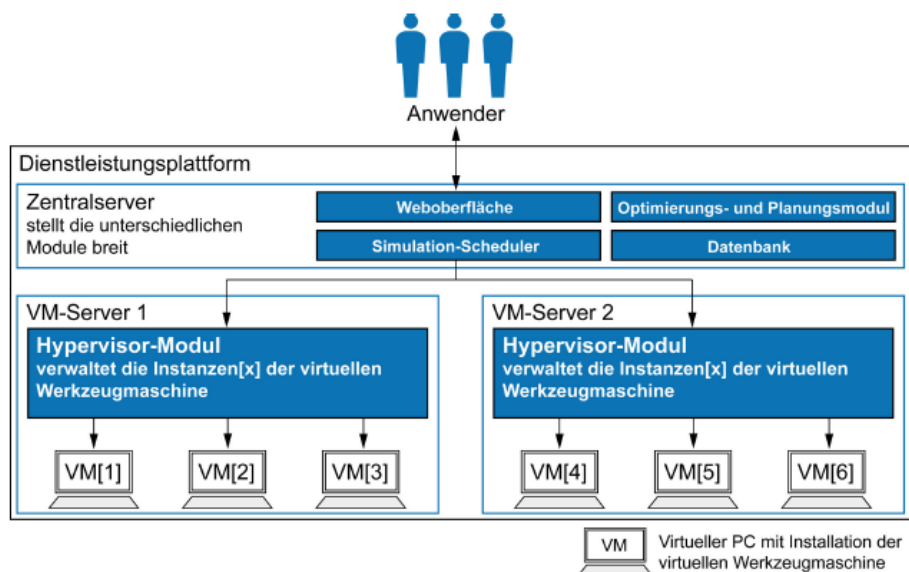 Anwender
Dienstleistungsplattform
Zentralserver
stellt die unterschiedlichen
Module breit
Weboberfläche
Optimierungs- und Planungsmodul
Simulation-Scheduler
Datenbank
VM-Server 1
Hypervisor-Modul
verwaltet die Instanzen[x] der virtuellen
Werkzeugmaschine
VM[1]
VM[2]
VM[3]
VM-Server 2
Hypervisor-Modul
verwaltet die Instanzen[x] der virtuellen
Werkzeugmaschine
VM[4]
VM[5]
VM[6]
VM
Virtueller PC mit Installation der
virtuellen Werkzeugmaschine